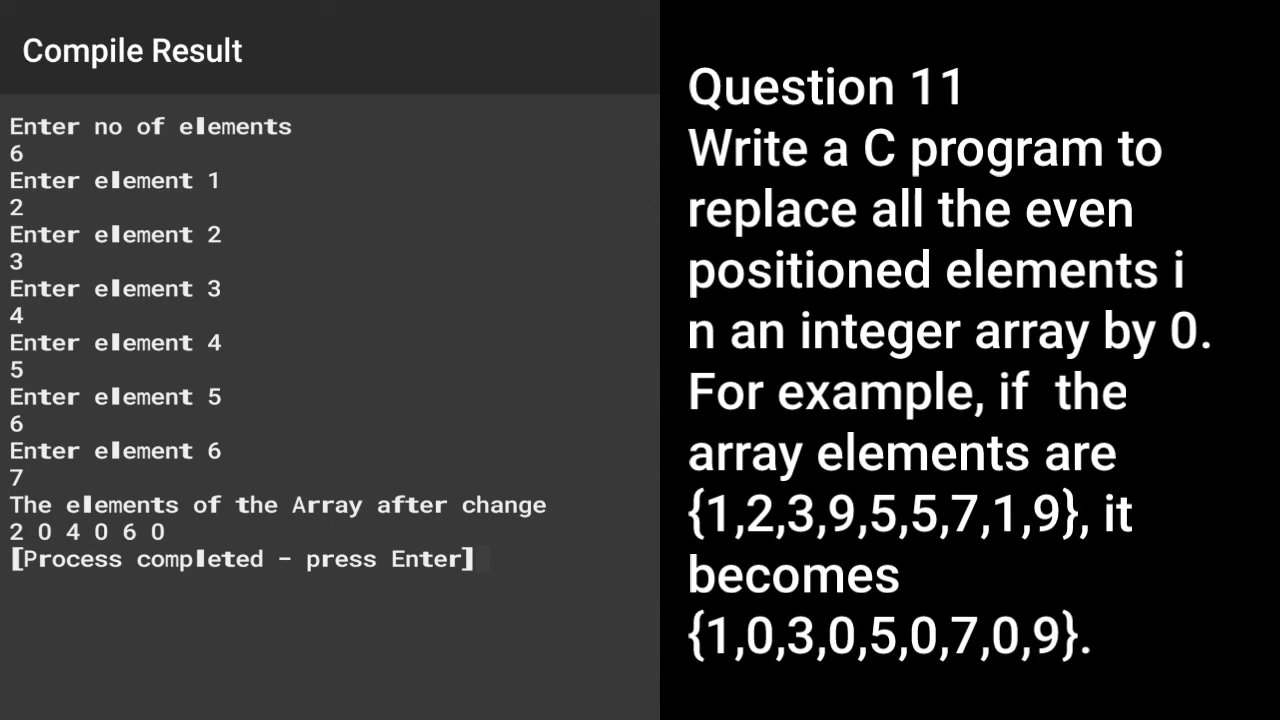 Compile Result
Enter no of elements
6
Enter element 1
2
Enter element 2
3
Enter element 3
4
Enter element 4
5
Enter element 5
6
Enter element 6
7
The elements of the Array after change
2 0 4 0 6 0
[Process completed - press Enter]
Question 11
Write a C program to
replace all the even
positioned elements i
n an integer array by 0.
For example, if  the
array elements are
{1,2,3,9,5,5,7,1,9}, it
becomes
{1,0,3,0,5,0,7,0,9}.